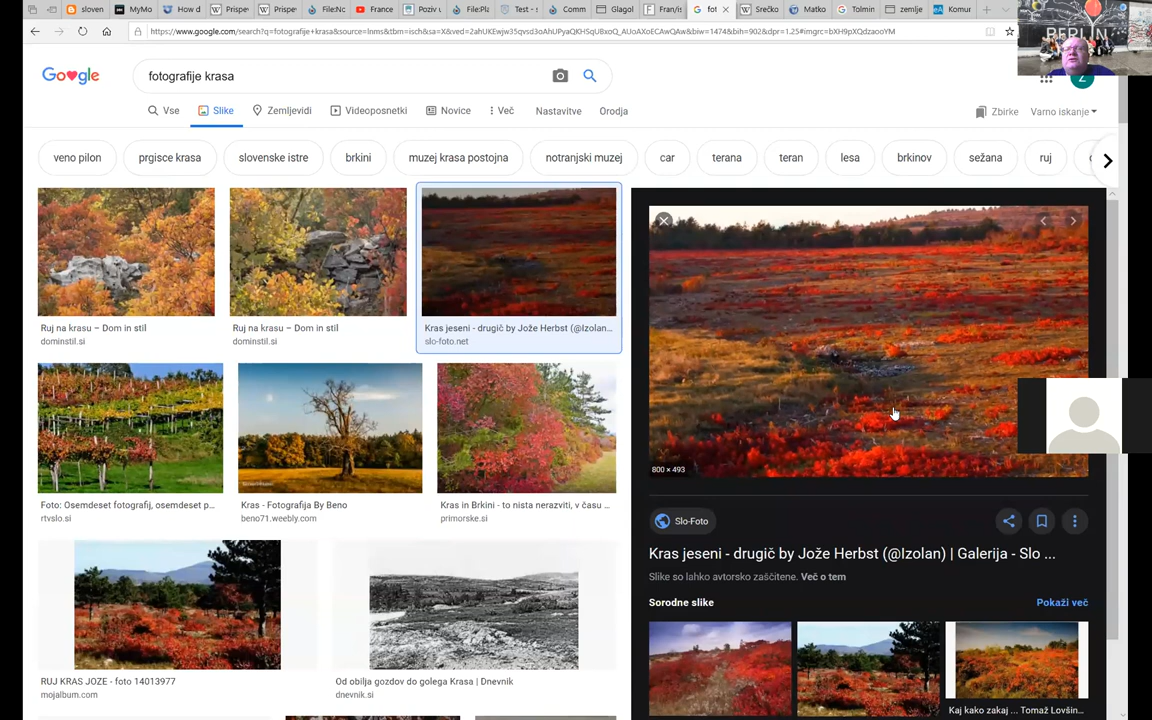 sloven
MyMo
How d
Prispe
Prispe
FileNc
France
Poziv u
File:Pla
Test - s
Comm
Glagol
Fran/is
fot
Srečko
Matko
Tolmin
zemlje
Komur
https://www.google.com/search?q=fotografije+krasa&source=lnms&tbm=isch&sa=X&ved=2ahUKEwjw35qvsd3oAhUPyaQKHSqUBxoQ_AUoAXoECAwQAw&biw=1474&bih=902&dpr=1.25#imgrc=bXH9pXQdzaooYM
BERLIN
Go gle
fotografije krasa
Z
Vse
Slike
Zemljevidi
Videoposnetki
Novice
Več
Nastavitve
Orodja
Zbirke
Varno iskanje
veno pilon
prgisce krasa
slovenske istre
brkini
muzej krasa postojna
notranjski muzej
car
terana
teran
lesa
brkinov
sežana
ruj
Ruj na krasu – Dom in stil
dominstil.si
Ruj na krasu – Dom in stil
dominstil.si
Kras jeseni - drugič by Jože Herbst (@Izolan...
slo-foto.net
Foto: Osemdeset fotografij, osemdeset p...
rtvslo.si
Kras - Fotografija By Beno
beno71.weebly.com
Kras in Brkini - to nista nerazviti, v času ...
primorske.si
RUJ KRAS JOZE - foto 14013977
mojalbum.com
Od obilja gozdov do golega Krasa | Dnevnik
dnevnik.si
800 × 493
Slo-Foto
Kras jeseni - drugič by Jože Herbst (@Izolan) | Galerija - Slo ...
Slike so lahko avtorsko zaščitene. Več o tem
Sorodne slike
Pokaži več
Kaj kako zakaj ... Tomaž Lovšin...